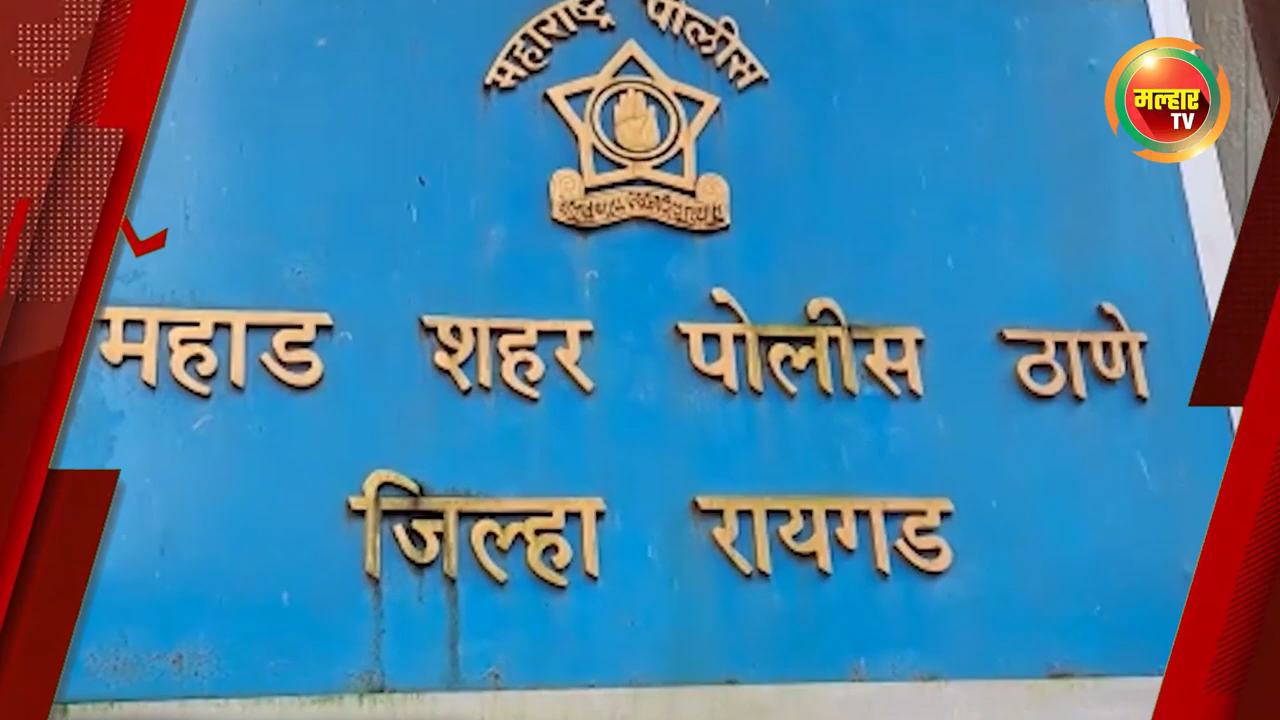 महाराष्ट्र पोलीस
मल्हार
TV
महाड शहर पोलीस ठाणे
जिल्हा रायगड